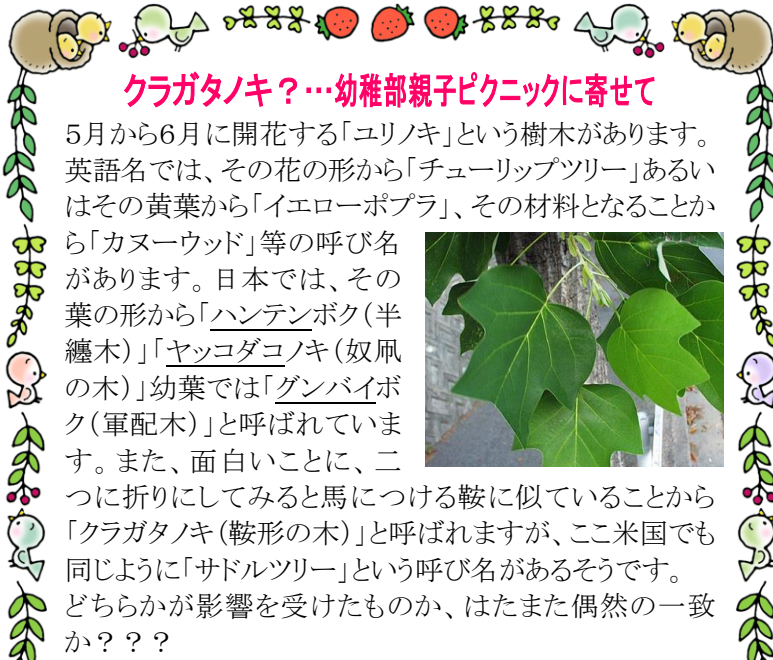 クラガタノキ？…幼稚部親子ピクニックに寄せて
5月から6月に開花する「ユリノキ」という樹木があります。
英語名では、その花の形から「チューリップツリー」あるい
はその黄葉から「イエローポプラ」、その材料となることか
ら「カヌーウッド」等の呼び名
があります。日本では、その
葉の形から「ハンテンボク（半
纏木）」「ヤッコダコノキ（奴凧
の木）」幼葉では「グンバイボ
ク（軍配木）」と呼ばれていま
す。また、面白いことに、二
つに折りにしてみると馬につける鞍に似ていることから
「クラガタノキ（鞍形の木）」と呼ばれますが、ここ米国でも
同じように「サドルツリー」という呼び名があるそうです。
どちらかが影響を受けたものか、はたまた偶然の一致
か？？？